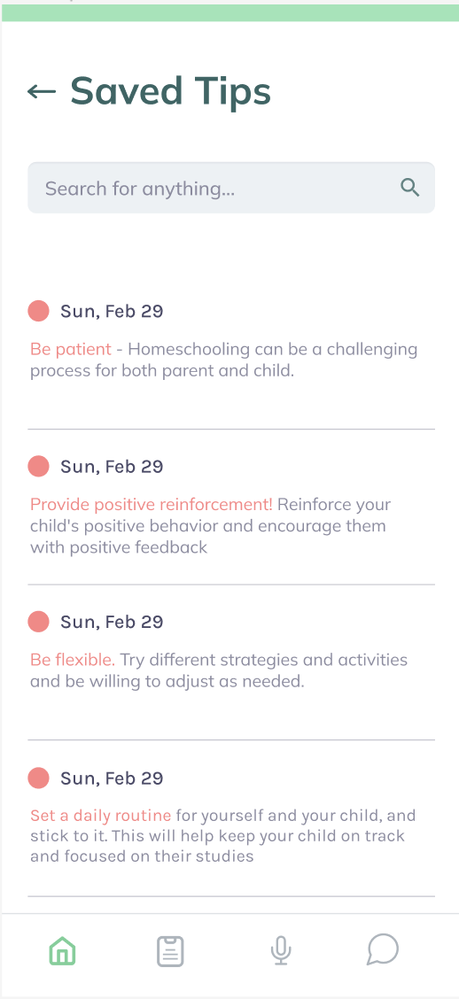 Saved Tips
Search for anything...
Sun, Feb 29
Be patient - Homeschooling can be a challenging
process for both parent and child.
Sun, Feb 29
Provide positive reinforcement! Reinforce your
child's positive behavior and encourage them
with positive feedback
Sun, Feb 29
Be flexible. Try different strategies and activities
and be willing to adjust as needed.
Sun, Feb 29
Set a daily routine for yourself and your child, and
stick to it. This will help keep your child on track
and focused on their studies